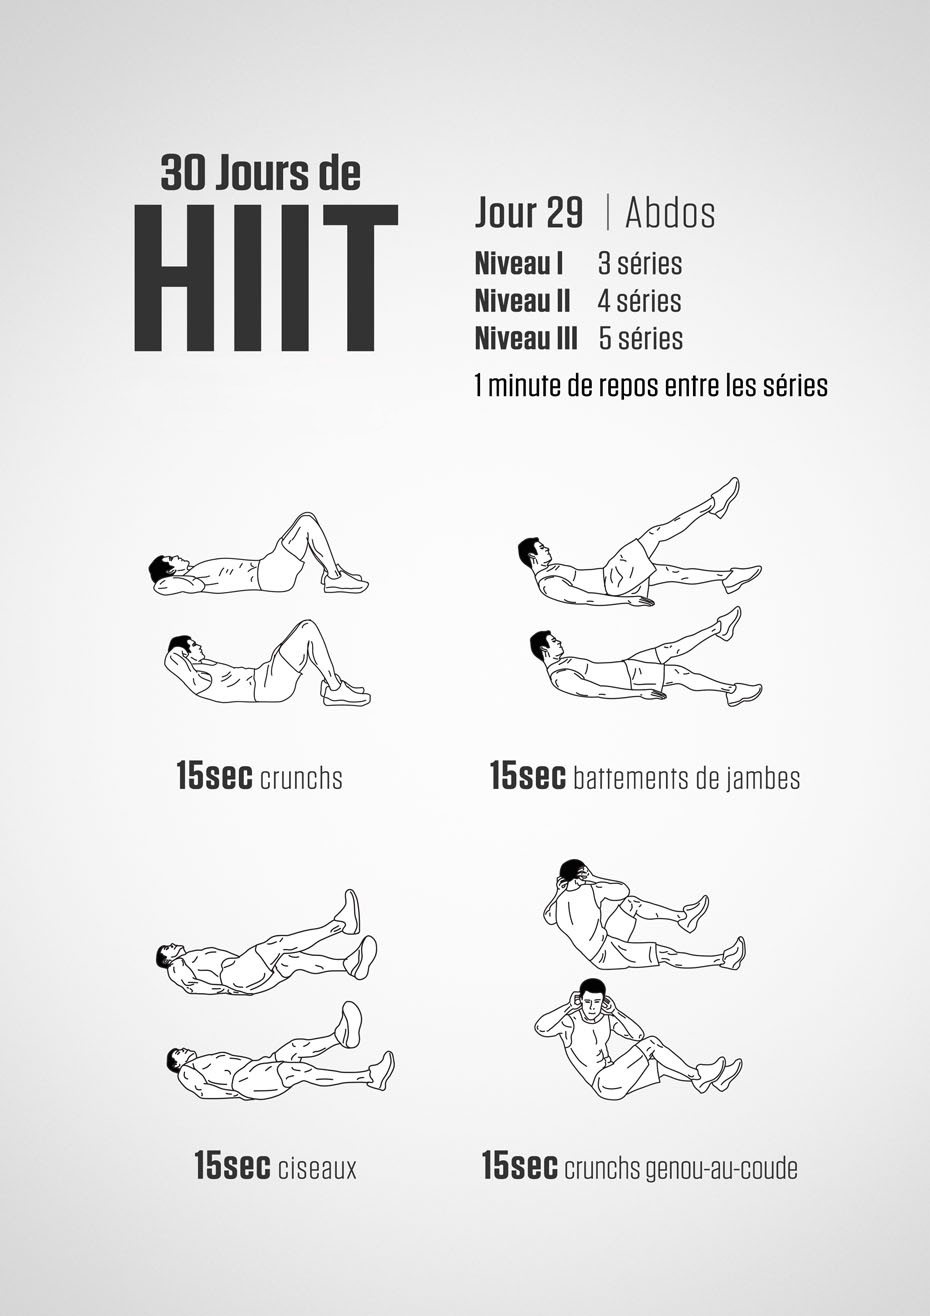 30 Jours de
HIIT
Jour 29 | Abdos
Niveau I 3 séries
Niveau II 4 séries
Niveau III 5 séries
1 minute de repos entre les séries
15sec crunchs
15sec battements de jambes
15sec ciseaux
15sec crunchs genou-au-coude